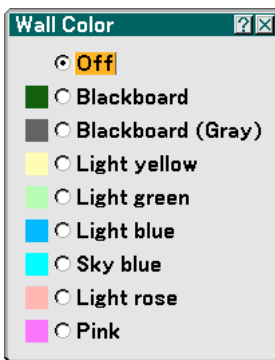 Wall Color
Off
Blackboard
Blackboard (Gray)
Light yellow
Light green
Light blue
Sky blue
Light rose
Pink